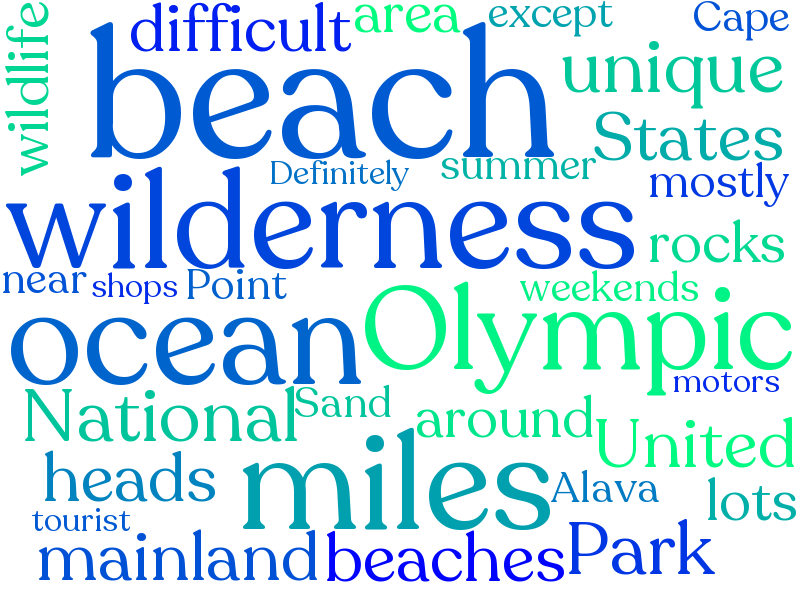 wildlife
difficult
area
except
Cape
beach
unique
States
Definitely
summer
mostly
wilderness
rocks
near
shops
Point
weekends
ocean
Olympic
motors
National
Sand
around
United
heads
miles
Alava
lots
tourist
mainland
beaches
Park